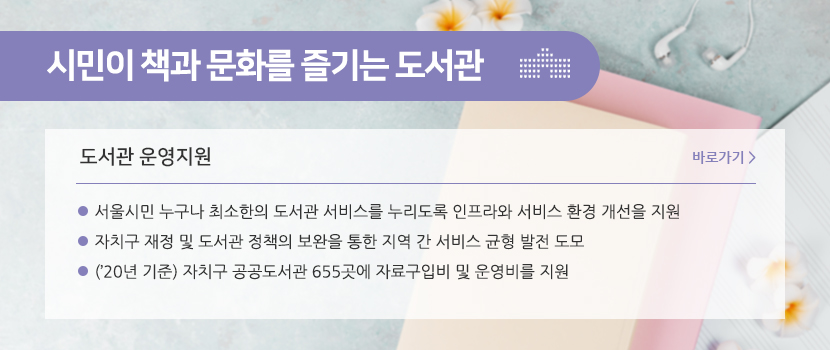 시민이 책과 문화를 즐기는 도서관
도서관 운영지원
바로가기 >
서울시민 누구나 최소한의 도서관 서비스를 누리도록 인프라와 서비스 환경 개선을 지원
자치구 재정 및 도서관 정책의 보완을 통한 지역 간 서비스 균형 발전 도모
(’20년 기준) 자치구 공공도서관 655곳에 자료구입비 및 운영비를 지원